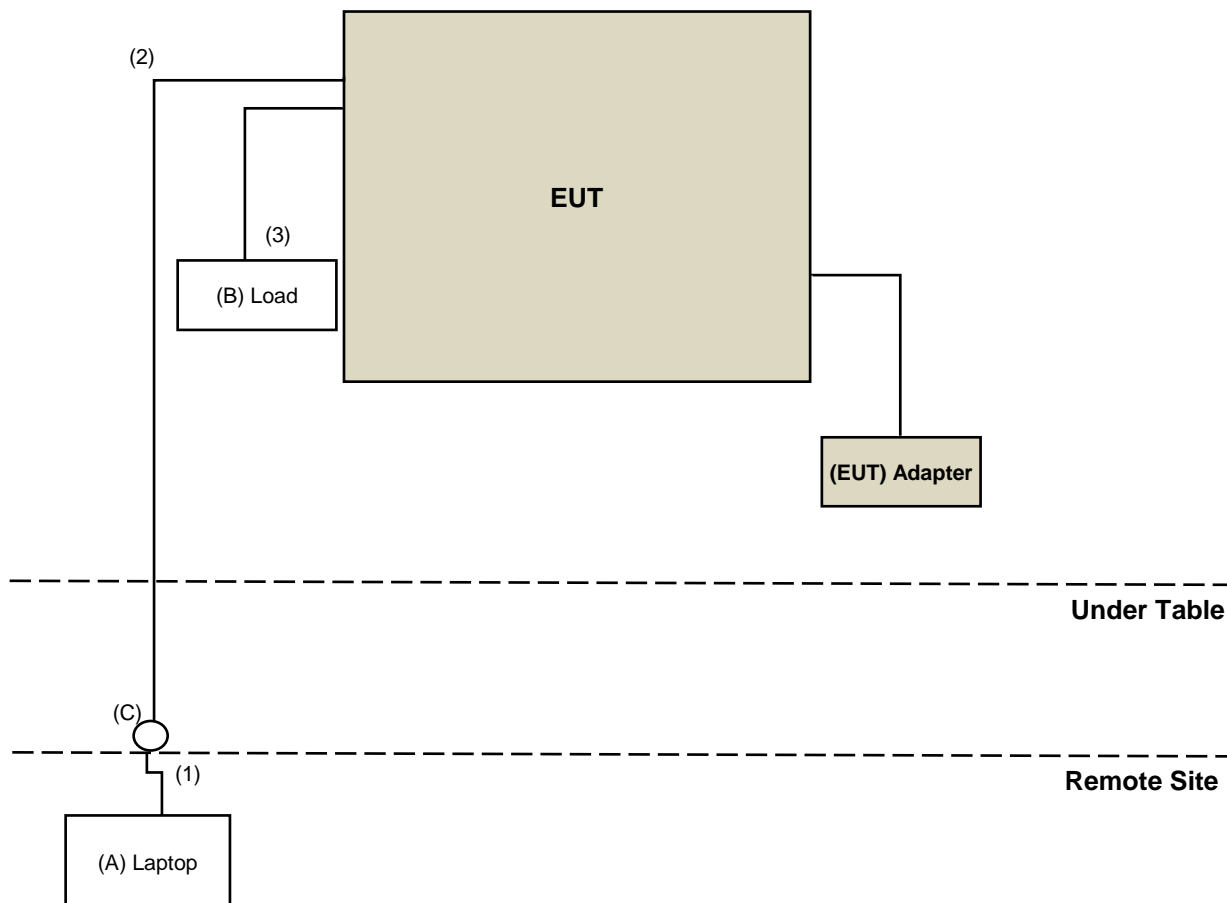 (2)
EUT
(3)
(B) Load
(EUT) Adapter
Under Table
(C)
(1)
Remote Site
(A) Laptop